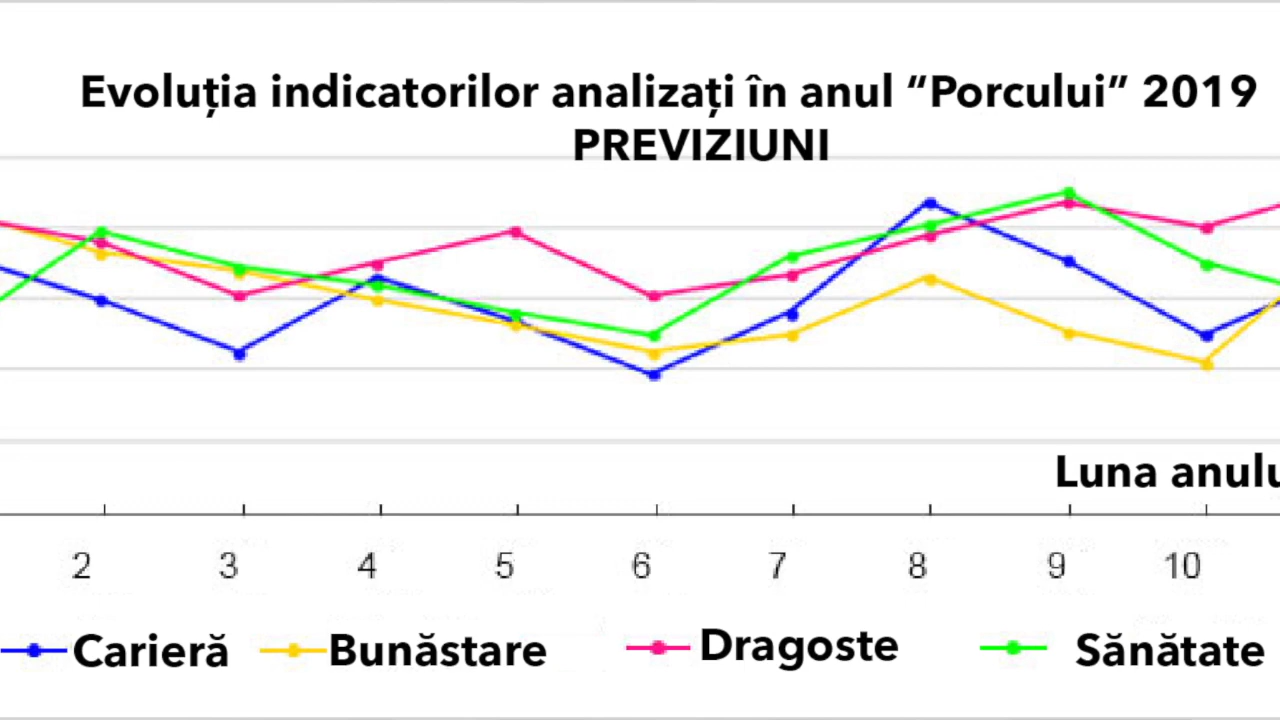 Evoluția indicatorilor analizați în anul “Porcului” 2019
PREVIZIUNI
Luna anulu
2 3 4 5 6 7 8 9 10
Carieră Bunăstare Dragoste Sănătate